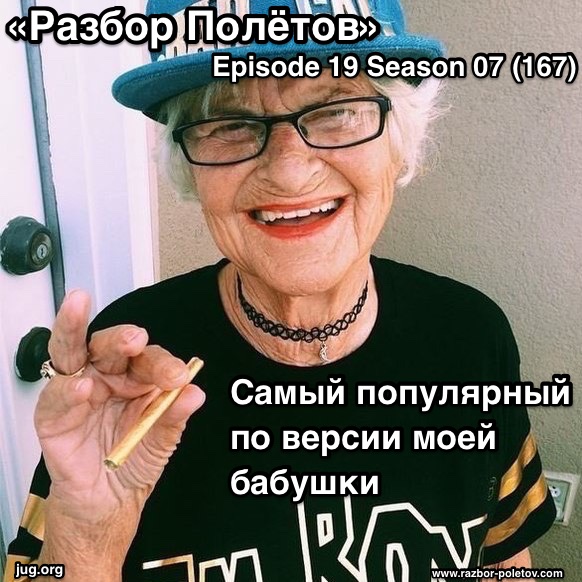 «Разбор Полётов»
Episode 19 Season 07 (167)
Самый популярный
по версии моей
бабушки
jug.org
www.razbor-poletov.com